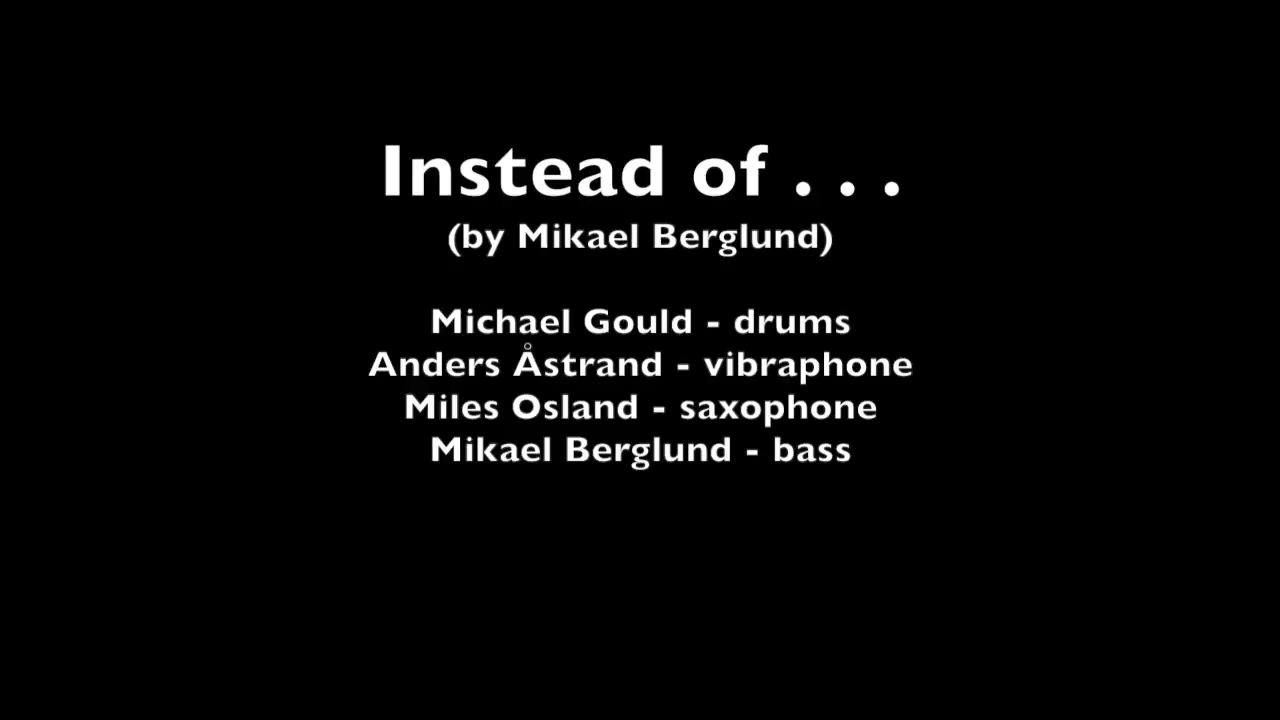 Instead of . . .
(by Mikael Berglund)
Michael Gould - drums
Anders Åstrand - vibraphone
Miles Osland - saxophone
Mikael Berglund - bass